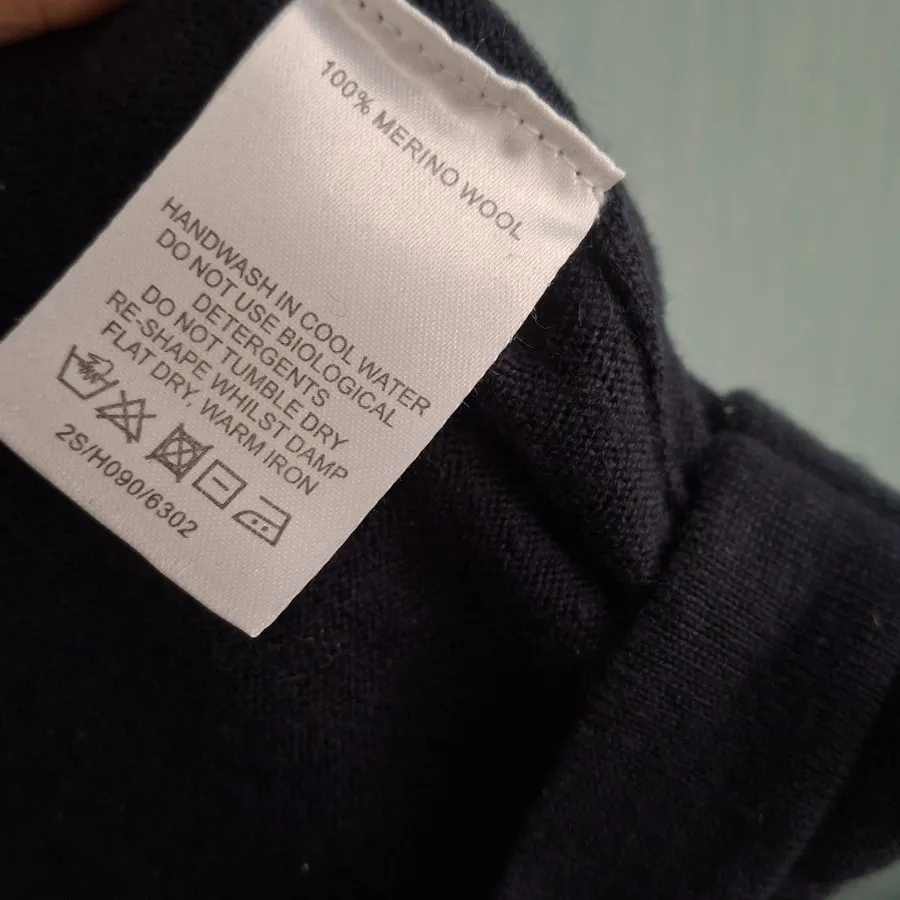 100% MERINO WOOL
HANDWASH IN COOL WATER
DO NOT USE BIOLOGICAL
DETERGENTS
DO NOT TUMBLE DRY
RE-SHAPE WHILST DAMP
FLAT DRY, WARM IRON
2S/H090/6302